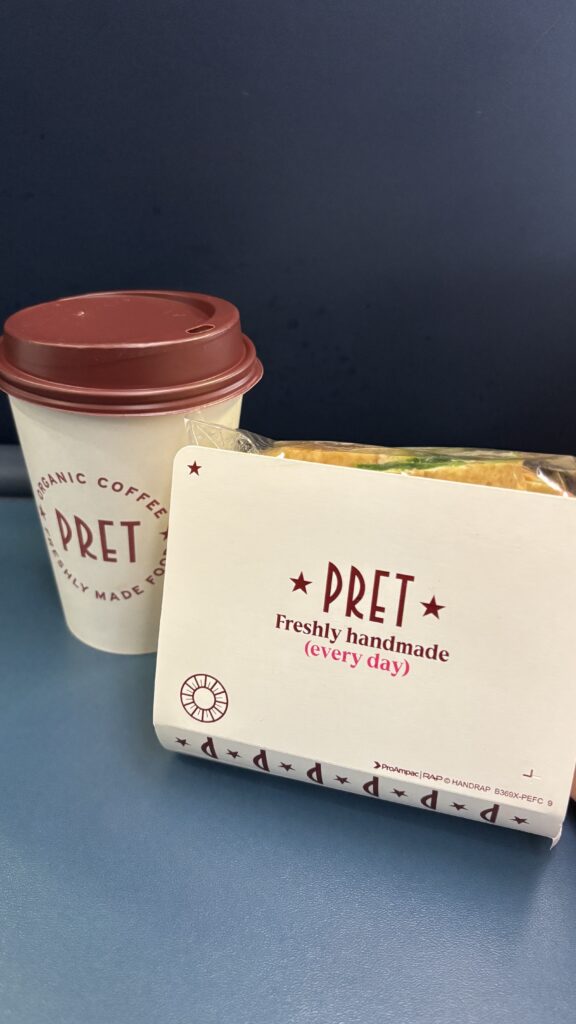 ORGANIC COFFEE
PRET
FRESHLY MADE FOOD
★ PRET ★
Freshly handmade
(every day)
ProAmpac | RAP © HANDRAP B369X-PEFC 9